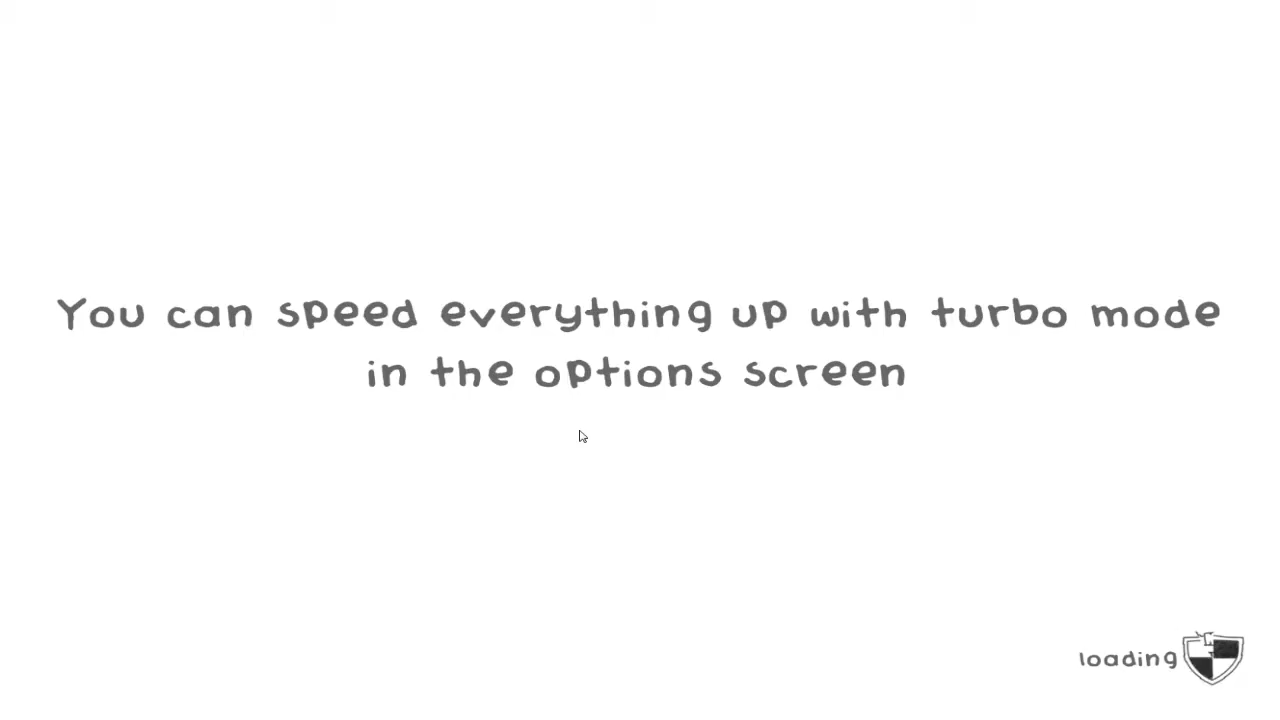 You can speed everything up with turbo mode
in the options screen
loading